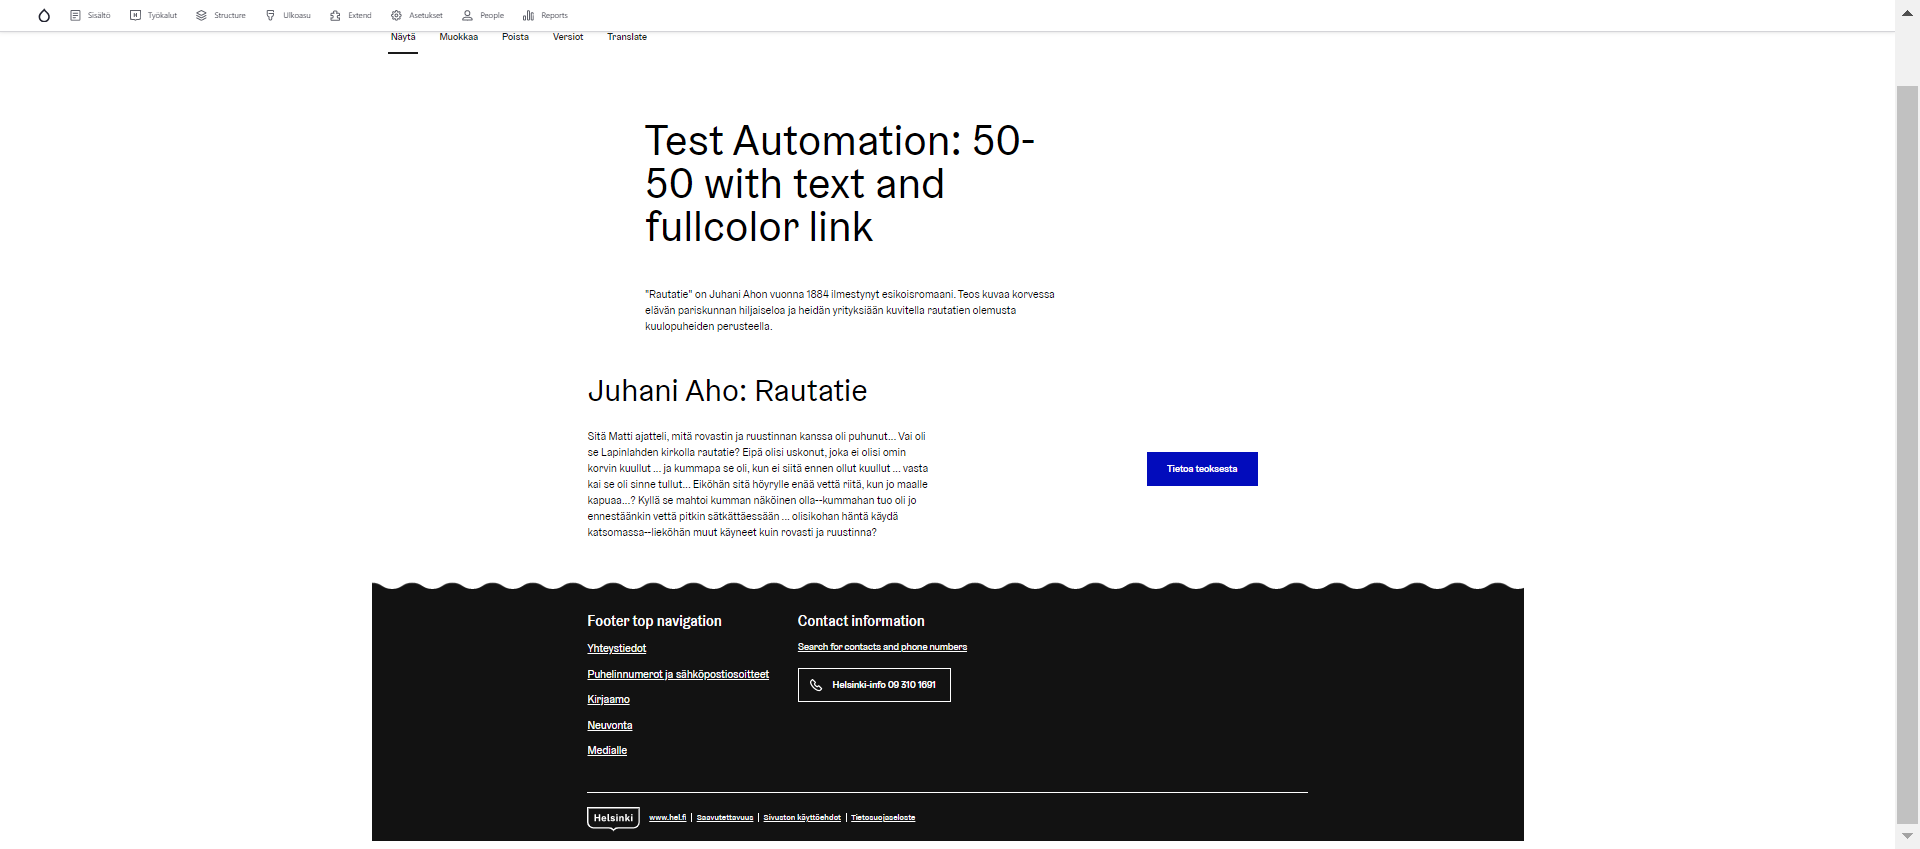 Sisältö Työkalut Structure Ulkoasu Extend Asetukset People Reports
Näytä Muokkaa Poista Versiot Translate
Test Automation: 50-
50 with text and
fullcolor link
"Rautatie" on Juhani Ahon vuonna 1884 ilmestynyt esikoisromaani. Teos kuvaa korvessa
elävän pariskunnan hiljaiseloa ja heidän yrityksiään kuvitella rautatien olemusta
kuulopuheiden perusteella.
Juhani Aho: Rautatie
Sitä Matti ajatteli, mitä rovastin ja ruustinnan kanssa oli puhunut... Vai oli
se Lapinlahden kirkolla rautatie? Eipä olisi uskonut, joka ei olisi omin
korvin kuullut ... ja kummapa se oli, kun ei siitä ennen ollut kuullut ... vasta
kai se oli sinne tullut... Eiköhän sitä höyrylle enää vettä riitä, kun jo maalle
kapuaa...? Kyllä se mahtoi kumman näköinen olla--kummahan tuo oli jo
ennestäänkin vettä pitkin sätkättäessään ... olisikohan häntä käydä
katsomassa--lieköhän muut käyneet kuin rovasti ja ruustinna?
Tietoa teoksesta
Footer top navigation
Yhteystiedot
Puhelinnumerot ja sähköpostiosoitteet
Kirjaamo
Neuvonta
Medialle
Contact information
Search for contacts and phone numbers
Helsinki-info 09 310 1691
Helsinki
www.hel.fi | Saavutettavuus | Sivuston käyttöehdot | Tietosuojaseloste